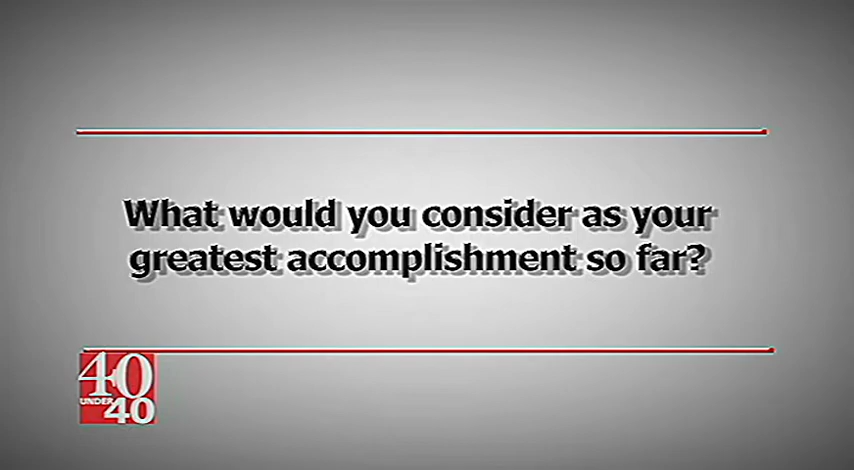 What would you consider as your
greatest accomplishment so far?
40
UNDER
40